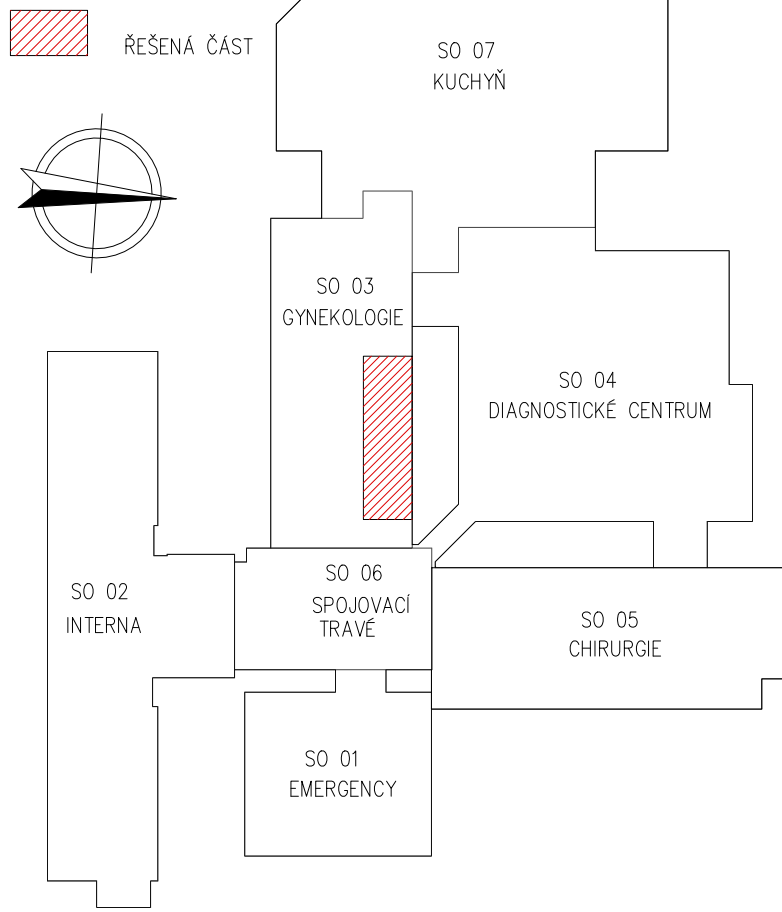 ŘEŠENÁ ČÁST
SO 07
KUCHYŇ
SO 03
GYNEKOLOGIE
SO 04
DIAGNOSTICKÉ CENTRUM
SO 02
INTERNA
SO 06
SPOJOVACÍ
TRAVÉ
SO 05
CHIRURGIE
SO 01
EMERGENCY